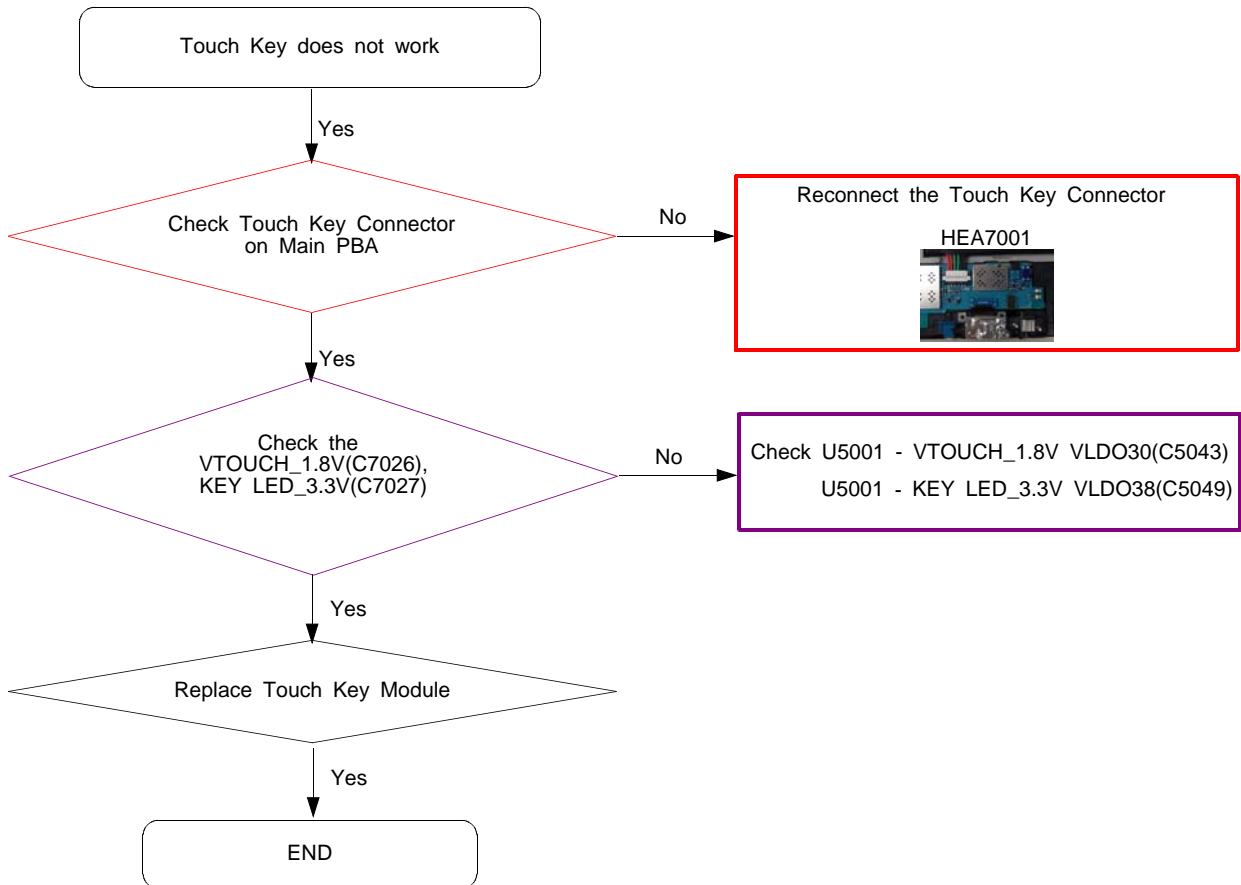 Touch Key does not work
Yes
Check Touch Key Connector
on Main PBA
No
Reconnect the Touch Key Connector
HEA7001
Yes
Check the
VTOUCH_1.8V(C7026),
KEY LED_3.3V(C7027)
No
Check U5001 - VTOUCH_1.8V VLDO30(C5043)
U5001 - KEY LED_3.3V VLDO38(C5049)
Yes
Replace Touch Key Module
Yes
END